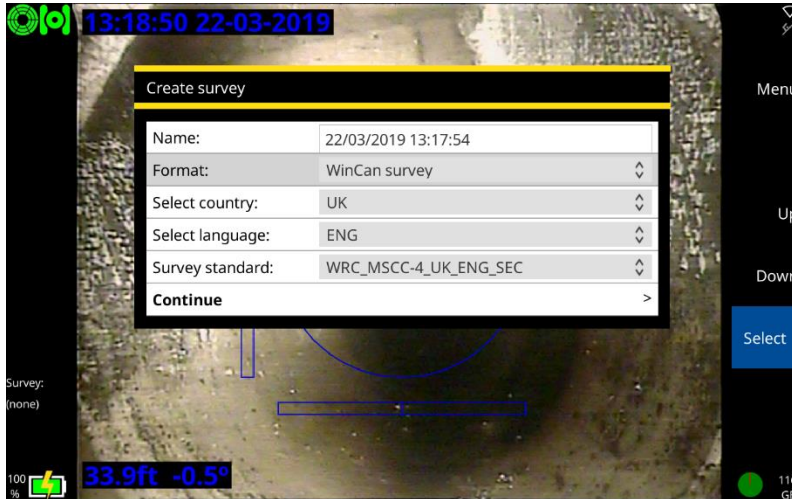 13:18:50 22-03-2019
Create survey
Name: 22/03/2019 13:17:54
Format: WinCan survey
Select country: UK
Select language: ENG
Survey standard: WRC_MSCC-4_UK_ENG_SEC
Continue >
Menu
Up
Down
Select
Survey:
(none)
100
%
33.9ft -0.5°